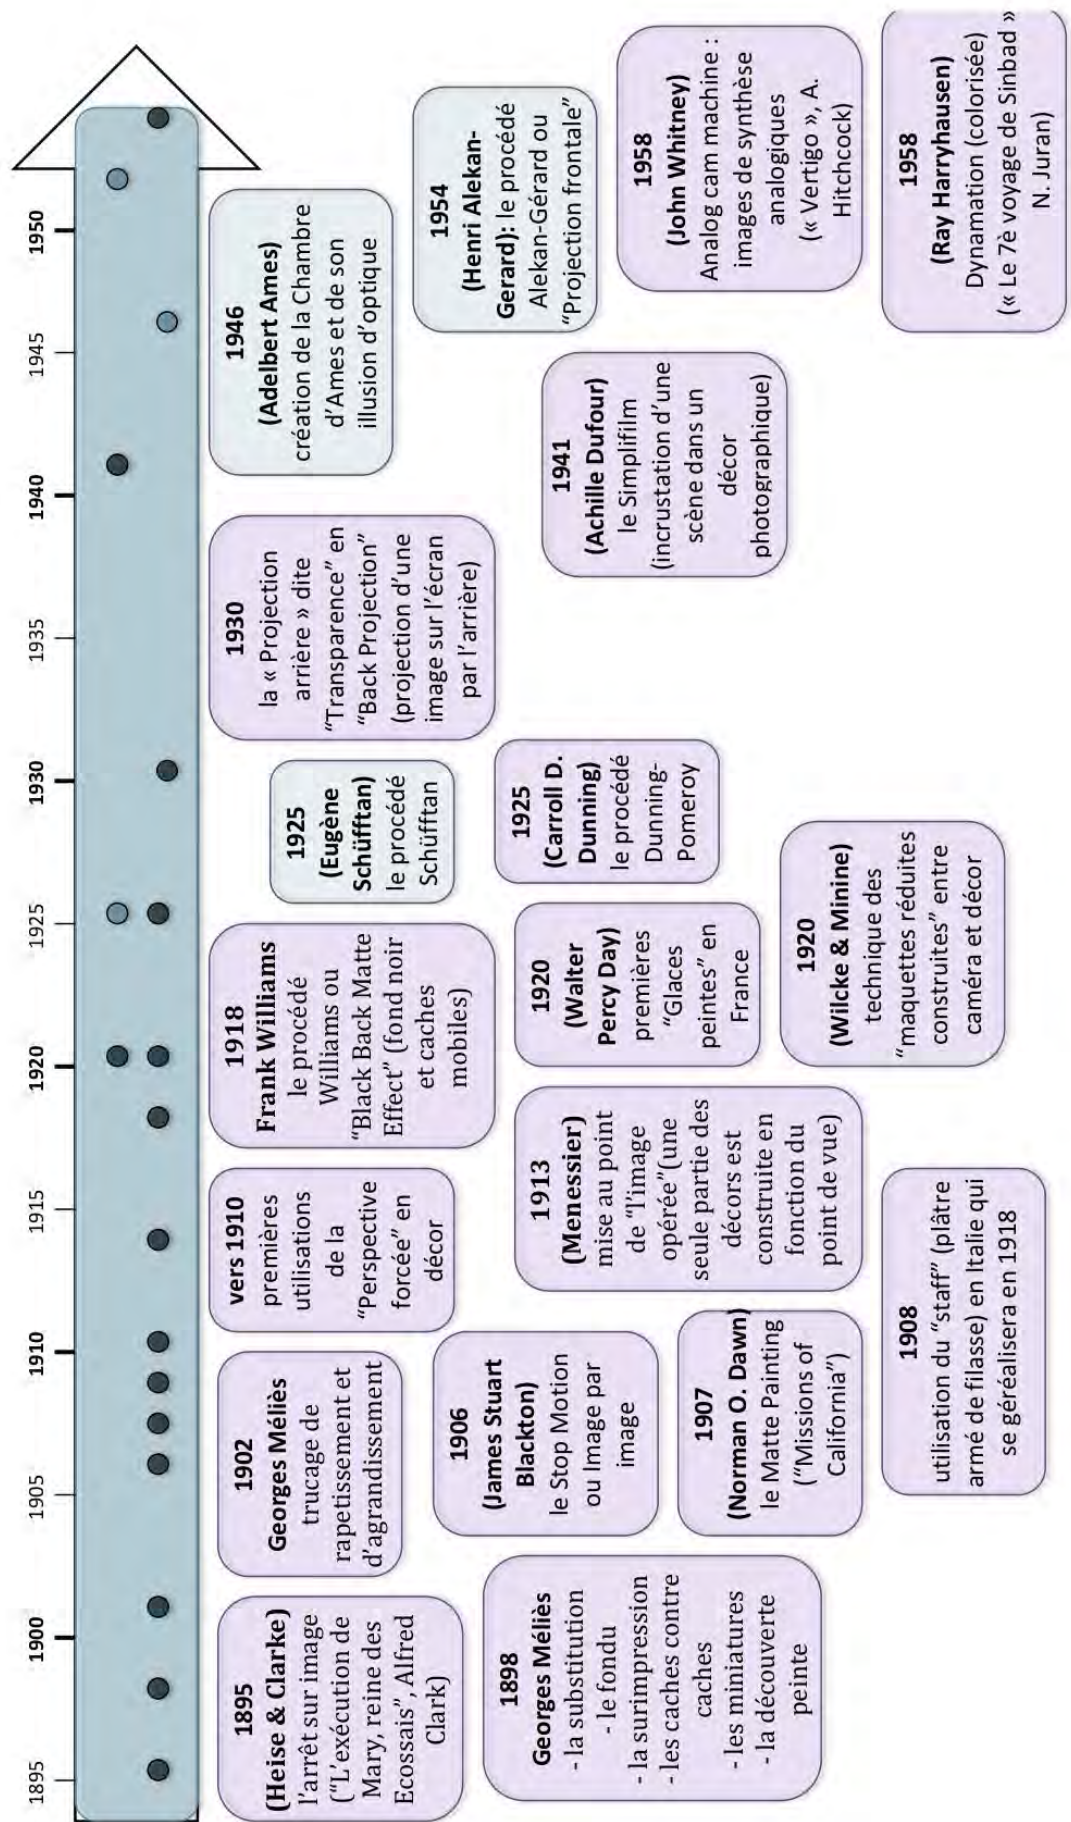 1895
1900
1905
1910
1915
1920
1925
1930
1935
1940
1945
1950
1895
(Heise & Clarke)
l'arrêt sur image
("L'exécution de
Mary, reine des
Ecossais", Alfred
Clark)
1902
Georges Méliès
trucage de
rapetissement et
d'agrandissement
vers 1910
premières
utilisations
de la
"Perspective
forcée" en
décor
1918
Frank Williams
le procédé
Williams ou
"Black Back Matte
Effect" (fond noir
et caches
mobiles)
1925
(Eugène
Schüfftan)
le procédé
Schüfftan
1930
la « Projection
arrière » dite
"Transparence" en
"Back Projection"
(projection d'une
image sur l'écran
par l'arrière)
1946
(Adelbert Ames)
création de la Chambre
d'Ames et de son
illusion d'optique
1898
Georges Méliès
- la substitution
- le fondu
- la surimpression
- les caches contre
caches
- les miniatures
- la découverte
peinte
1906
(James Stuart
Blackton)
le Stop Motion
ou Image par
image
1913
(Menessier)
mise au point
de "l'image
opérée"(une
seule partie des
décors est
construite en
fonction du
point de vue)
1920
(Walter
Percy Day)
premières
"Glaces
peintes" en
France
1925
(Carroll D.
Dunning)
le procédé
Dunning-
Pomeroy
1941
(Achille Dufour)
le Simplifilm
(incrustation d'une
scène dans un
décor
photographique)
1954
(Henri Alekan-
Gerard): le procédé
Alekan-Gérard ou
"Projection frontale"
1907
(Norman O. Dawn)
le Matte Painting
("Missions of
California")
1920
(Wilcke & Minine)
technique des
"maquettes réduites
construites" entre
caméra et décor
1958
(John Whitney)
Analog cam machine :
images de synthèse
analogiques
(« Vertigo », A.
Hitchcock)
1908
utilisation du "staff" (plâtre
armé de filasse) en Italie qui
se géréalisera en 1918
1958
(Ray Harryhausen)
Dynamation (colorisée)
(« Le 7è voyage de Sinbad »
N. Juran)